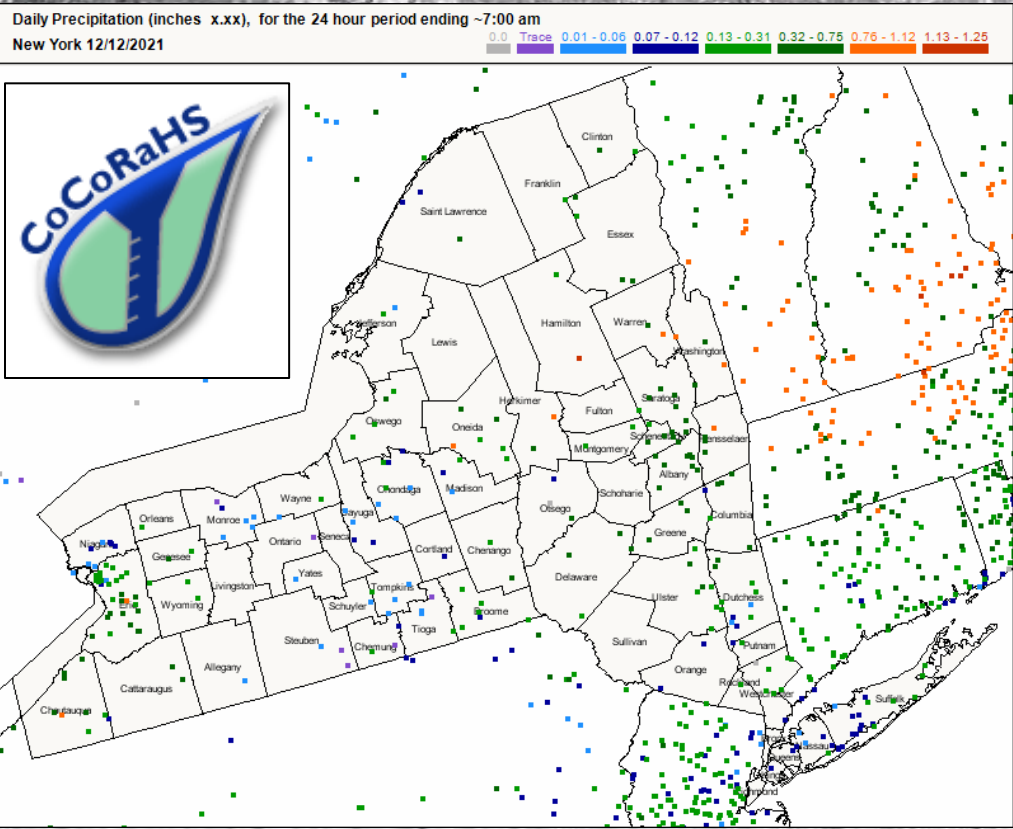 Daily Precipitation (inches x.xx), for the 24 hour period ending ~7:00 am
New York 12/12/2021
0.0 Trace 0.01 - 0.06 0.07 - 0.12 0.13 - 0.31 0.32 - 0.75 0.76 - 1.12 1.13 - 1.25
CoCoRaHS
Clinton
Franklin
Saint Lawrence
Essex
Jefferson
Hamilton
Warren
Lewis
Washington
Herkimer
Saratoga
Fulton
Oswego
Oneida
Schenectady
Rensselaer
Montgomery
Albany
Onondaga
Madison
Schoharie
Wayne
Otsego
Cayuga
Columbia
Orleans
Monroe
Greene
Ontario
Seneca
Niagara
Cortland
Chenango
Genesee
Yates
Delaware
Livingston
Tompkins
Ulster
Dutchess
Erie
Wyoming
Schuyler
Broome
Tioga
Steuben
Sullivan
Chemung
Putnam
Allegany
Orange
Rockland
Cattaraugus
Westchester
Suffolk
Chautauqua
Bronx
Nassau
Queens
Kings
Richmond